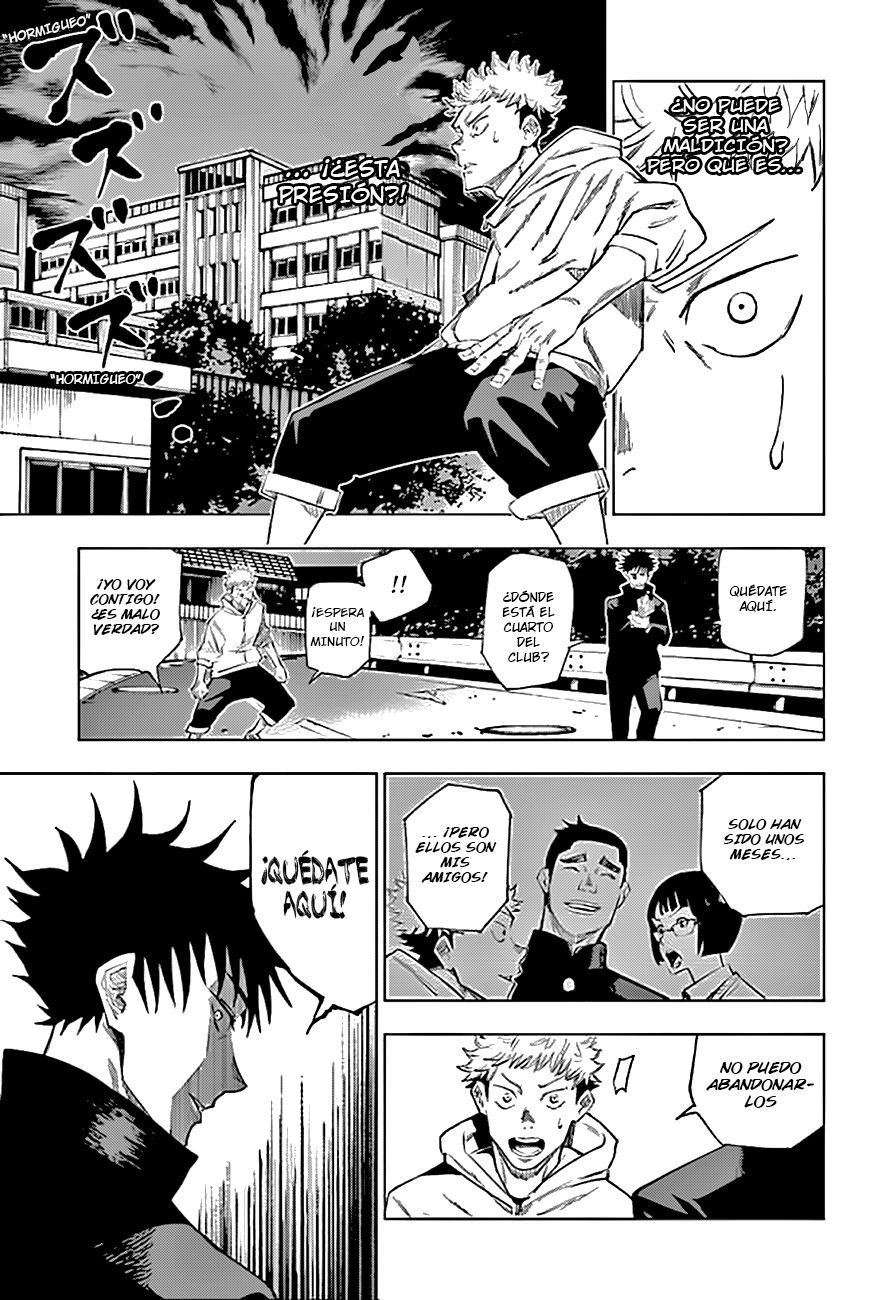 ¿NO PUEDE
SER UNA
MALDICIÓN?
PERO QUE ES...
... ¡¿ESTA
PRESIÓN?!
"HORMIGUEO"
ズ
ズ
ズ
ズ
ズ
"HORMIGUEO"
QUÉDATE
AQUÍ.
¿DÓNDE
ESTÁ EL
CUARTO
DEL
CLUB?
!!
¡ESPERA
UN
MINUTO!
¡YO VOY
CONTIGO!
¿ES MALO
VERDAD?
SOLO HAN
SIDO UNOS
MESES...
... ¡PERO
ELLOS SON
MIS
AMIGOS!
NO PUEDO
ABANDONAR-
LOS
¡QUÉDATE
AQUÍ!